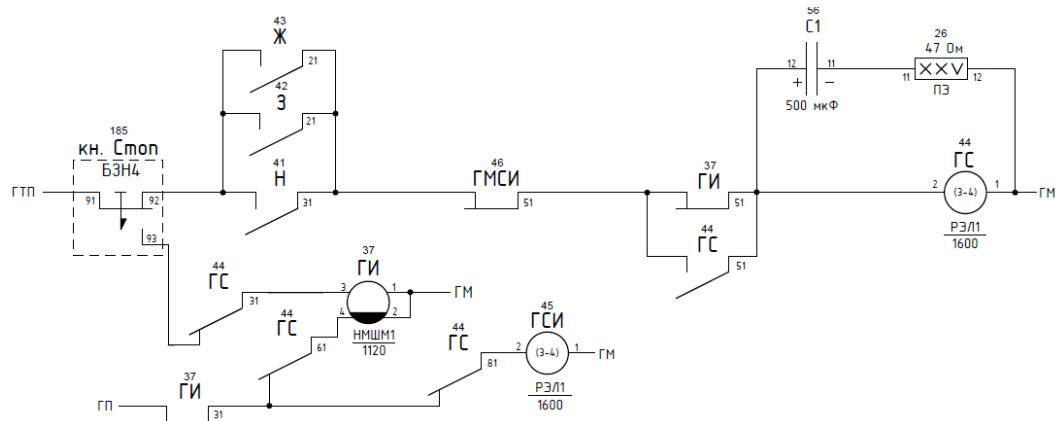 43
Ж
21
42
З
21
41
Н
31
185
кн. Стоп
БЗН4
ГТП
91
92
93
46
ГМСИ
51
37
ГИ
51
44
ГС
51
56
С1
12
11
+
–
500 мкФ
26
47 Ом
11
12
ПЭ
44
ГС
2
(3-4)
1
ГМ
РЭЛ1
1600
44
ГС
31
37
ГИ
3
1
4
2
ГМ
НМШМ1
1120
44
ГС
61
44
ГС
81
45
ГСИ
2
(3-4)
1
ГМ
РЭЛ1
1600
37
ГИ
ГП
31